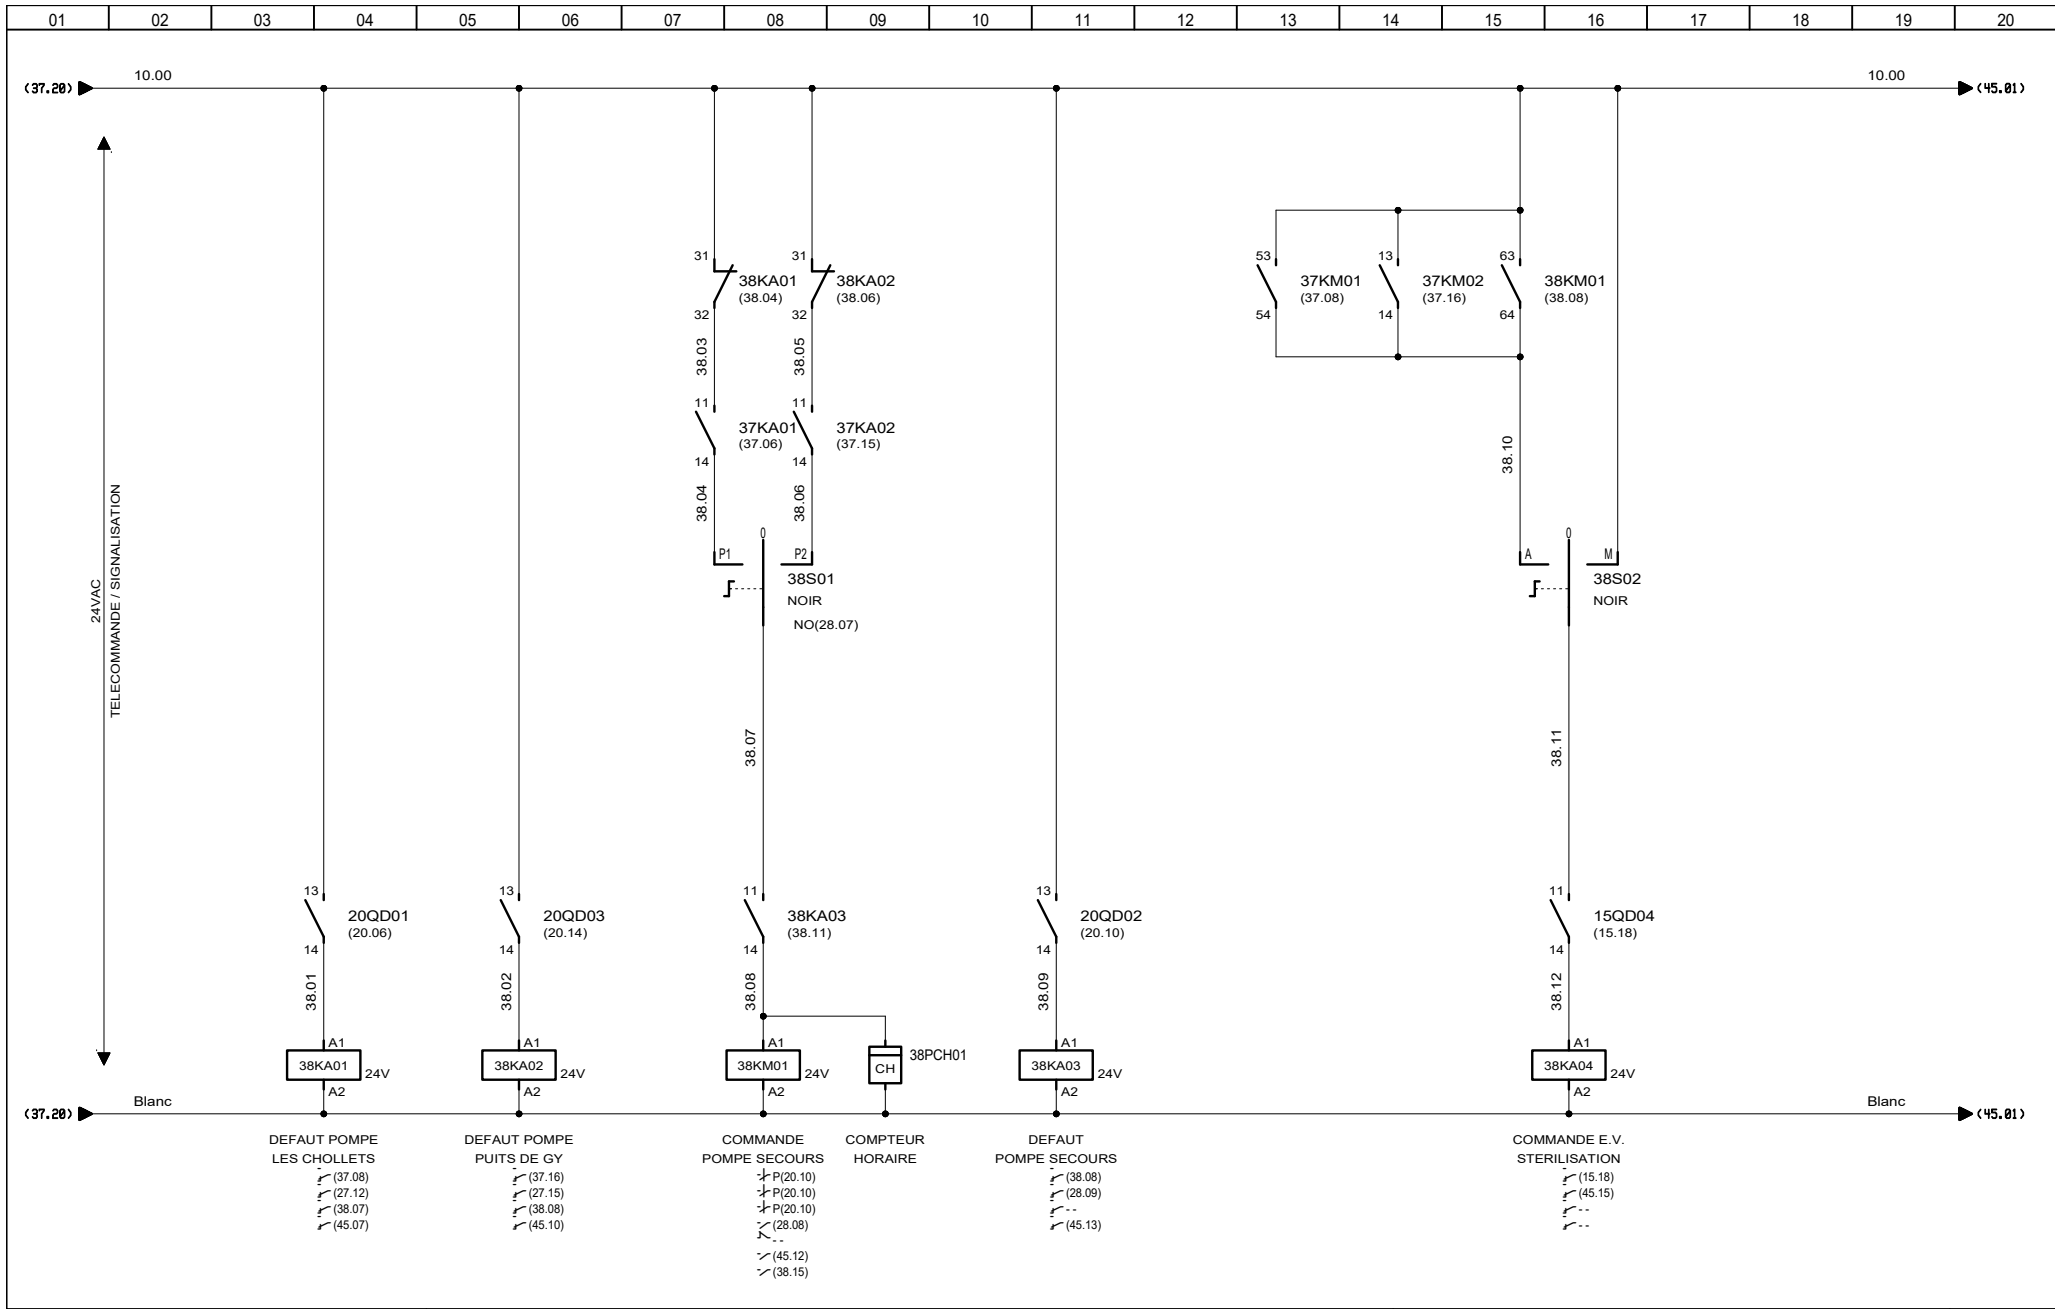 01 02 03 04 05 06 07 08 09 10 11 12 13 14 15 16 17 18 19 20
10.00 10.00
(37.20) (45.01)
24VAC
TELECOMMANDE / SIGNALISATION
31 31 53 13 63
38KA01 38KA02 37KM01 37KM02 38KM01
(38.04) (38.06) (37.08) (37.16) (38.08)
32 32 54 14 64
38.03 38.05
11 11
37KA01 37KA02
(37.06) (37.15)
14 14
38.10
38.04 38.06
0 0
P1 P2 A M
38S01 38S02
NOIR NOIR
NO(28.07)
38.07 38.11
13 13 11 13 11
20QD01 20QD03 38KA03 20QD02 15QD04
(20.06) (20.14) (38.11) (20.10) (15.18)
14 14 14 14 14
38.01 38.02 38.08 38.09 38.12
A1 A1 A1 A1 A1
38PCH01
38KA01 24V 38KA02 24V 38KM01 24V CH 38KA03 24V 38KA04 24V
A2 A2 A2 A2 A2
Blanc Blanc
(37.20) (45.01)
DEFAUT POMPE DEFAUT POMPE COMMANDE COMPTEUR DEFAUT COMMANDE E.V.
LES CHOLLETS PUITS DE GY POMPE SECOURS HORAIRE POMPE SECOURS STERILISATION
(37.08) (37.16) P(20.10) (38.08) (15.18)
(27.12) (27.15) P(20.10) (28.09) (45.15)
(38.07) (38.08) P(20.10) -- --
(45.07) (45.10) (28.08) (45.13) --
--
(45.12)
(38.15)